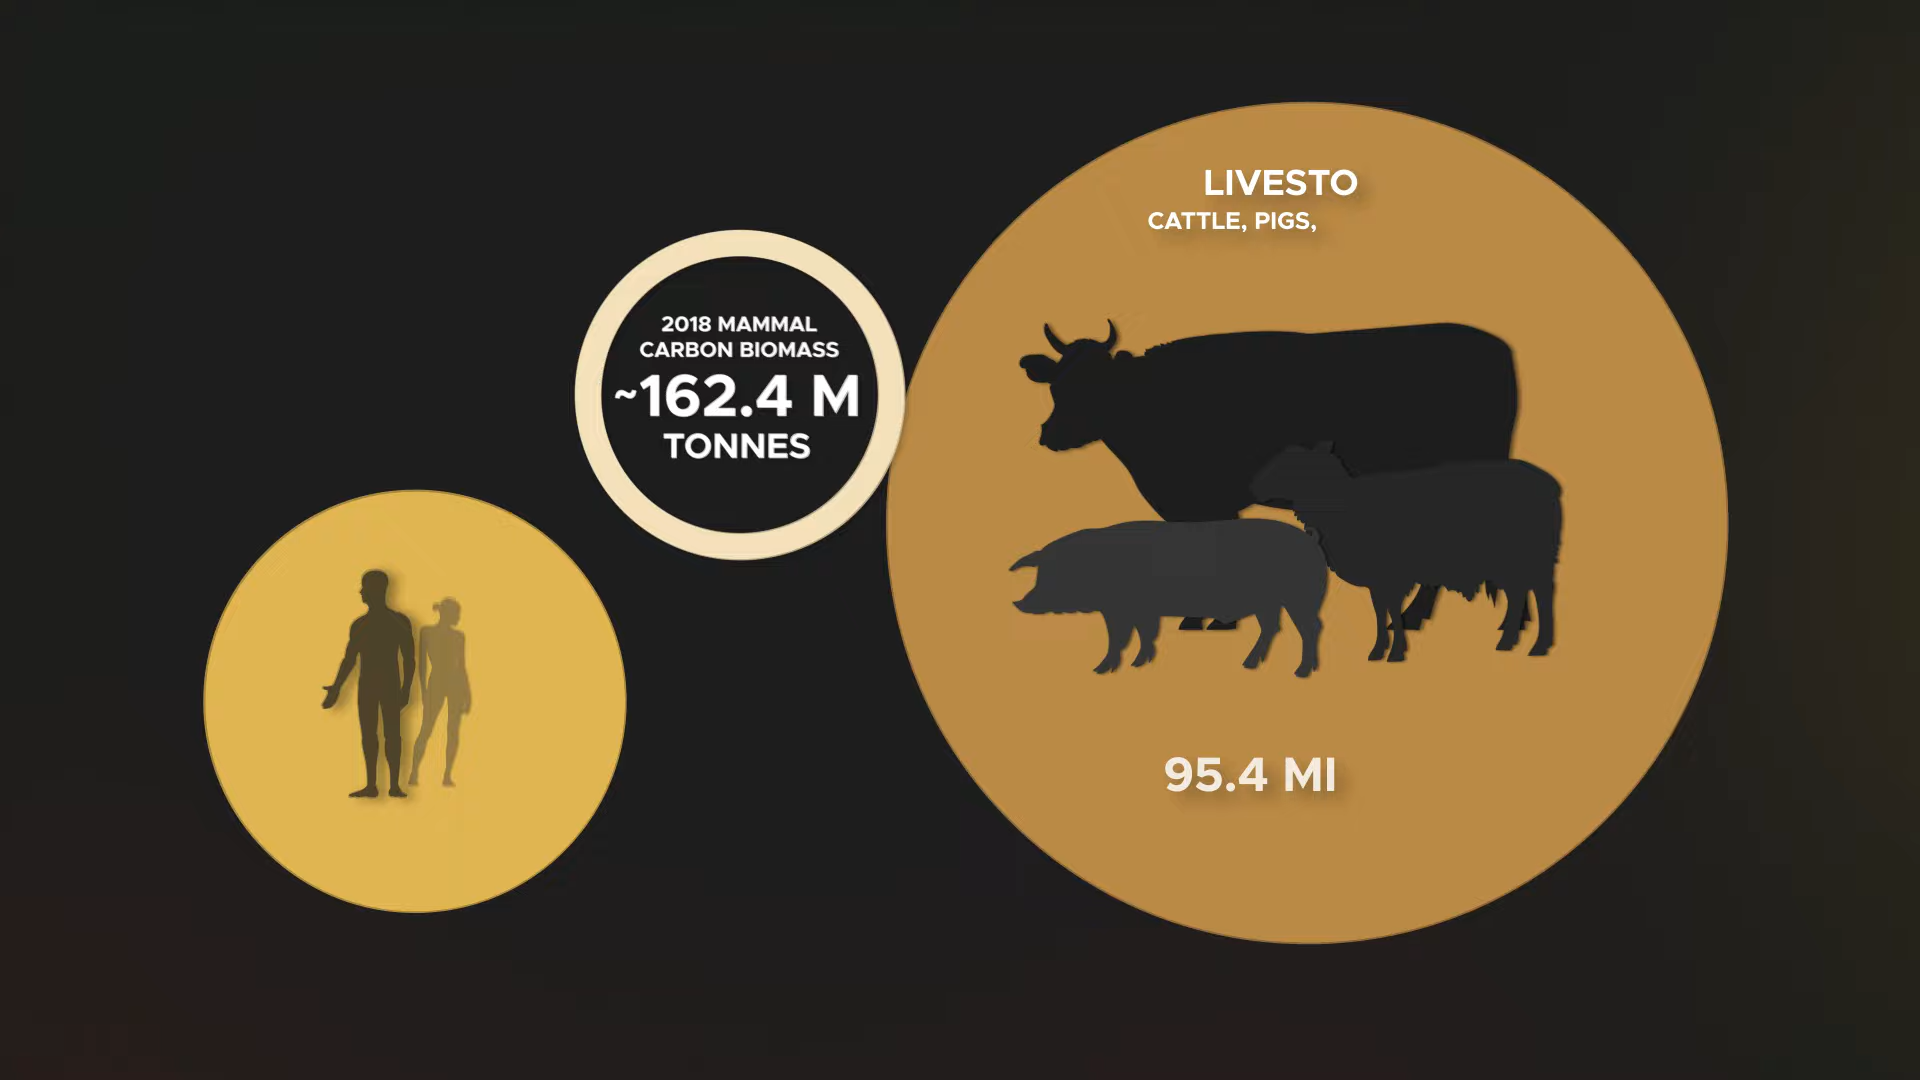 2018 MAMMAL
CARBON BIOMASS
~162.4 M
TONNES
LIVESTO
CATTLE, PIGS,
95.4 MI